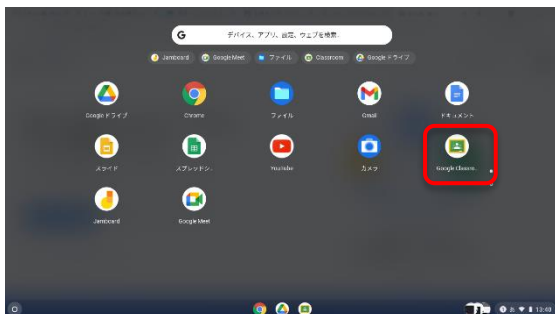 G デバイス、アプリ、設定、ウェブを検索...
Jamboard Google Meet ファイル Classroom Google ドライブ
Google ドライブ Chrome ファイル Gmail ドキュメント
スライド スプレッドシ... YouTube カメラ Google Classro...
Jamboard Google Meet
あ 13:40